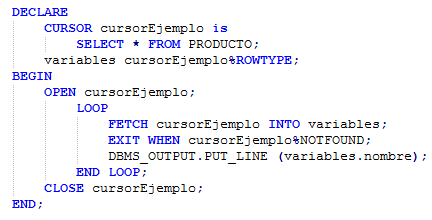 DECLARE
CURSOR cursorEjemplo is
SELECT * FROM PRODUCTO;
variables cursorEjemplo%ROWTYPE;
BEGIN
OPEN cursorEjemplo;
LOOP
FETCH cursorEjemplo INTO variables;
EXIT WHEN cursorEjemplo%NOTFOUND;
DBMS_OUTPUT.PUT_LINE (variables.nombre);
END LOOP;
CLOSE cursorEjemplo;
END;